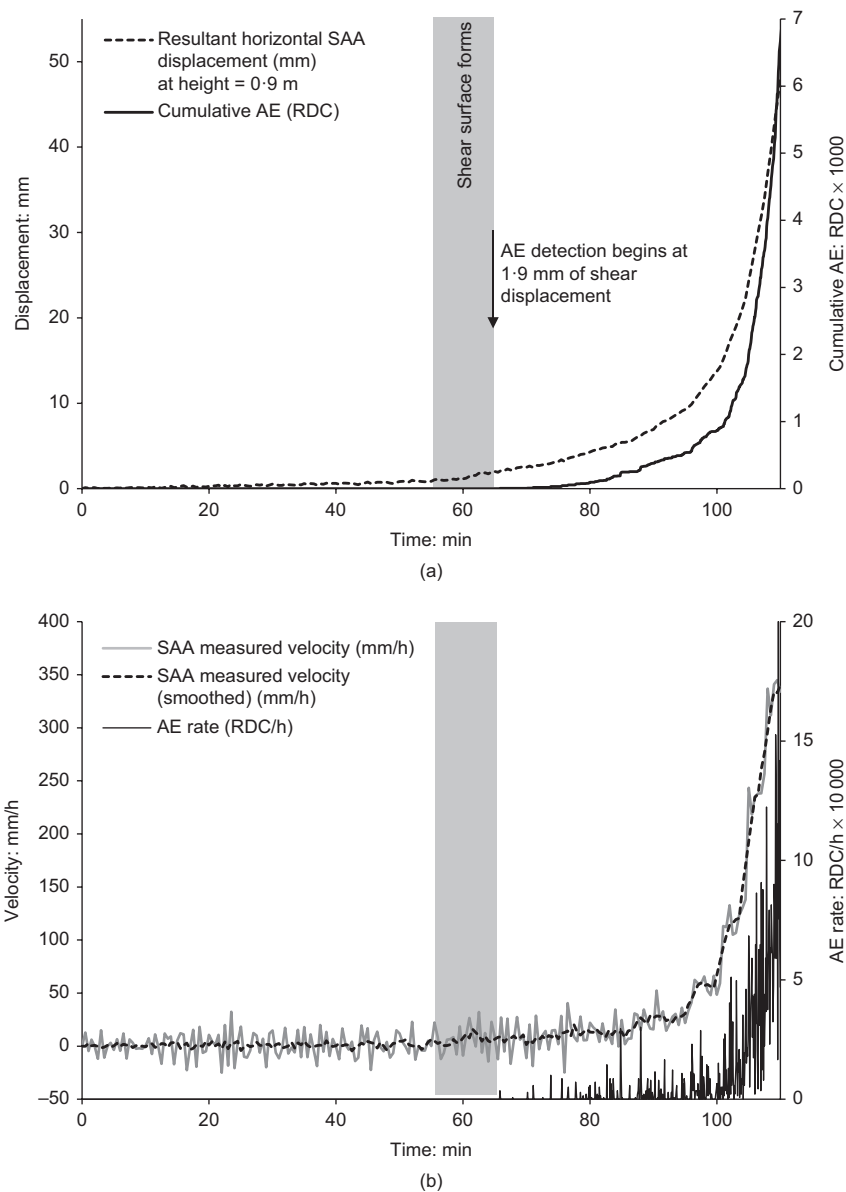 Resultant horizontal SAA
displacement (mm)
at height = 0·9 m
Cumulative AE (RDC)
Shear surface forms
AE detection begins at
1·9 mm of shear
displacement
50
40
30
20
10
0
Displacement: mm
7
6
5
4
3
2
1
0
Cumulative AE: RDC × 1000
0 20 40 60 80 100
Time: min
(a)
SAA measured velocity (mm/h)
SAA measured velocity
(smoothed) (mm/h)
AE rate (RDC/h)
400
350
300
250
200
150
100
50
0
–50
Velocity: mm/h
20
15
10
5
0
AE rate: RDC/h × 10 000
0 20 40 60 80 100
Time: min
(b)